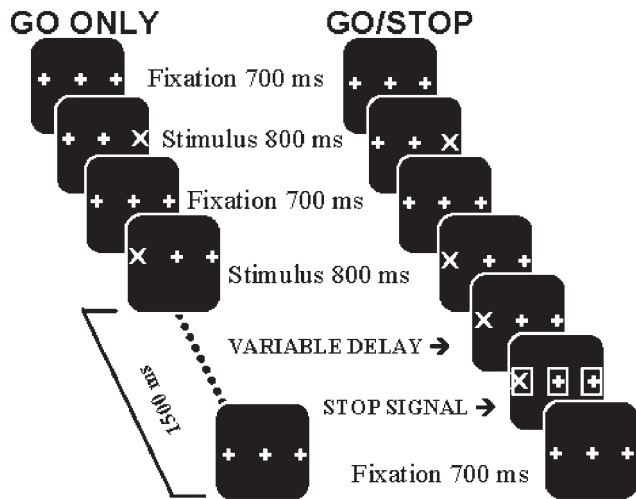 GO ONLY
GO/STOP
Fixation 700 ms
Stimulus 800 ms
Fixation 700 ms
Stimulus 800 ms
VARIABLE DELAY →
1500 ms
STOP SIGNAL →
Fixation 700 ms